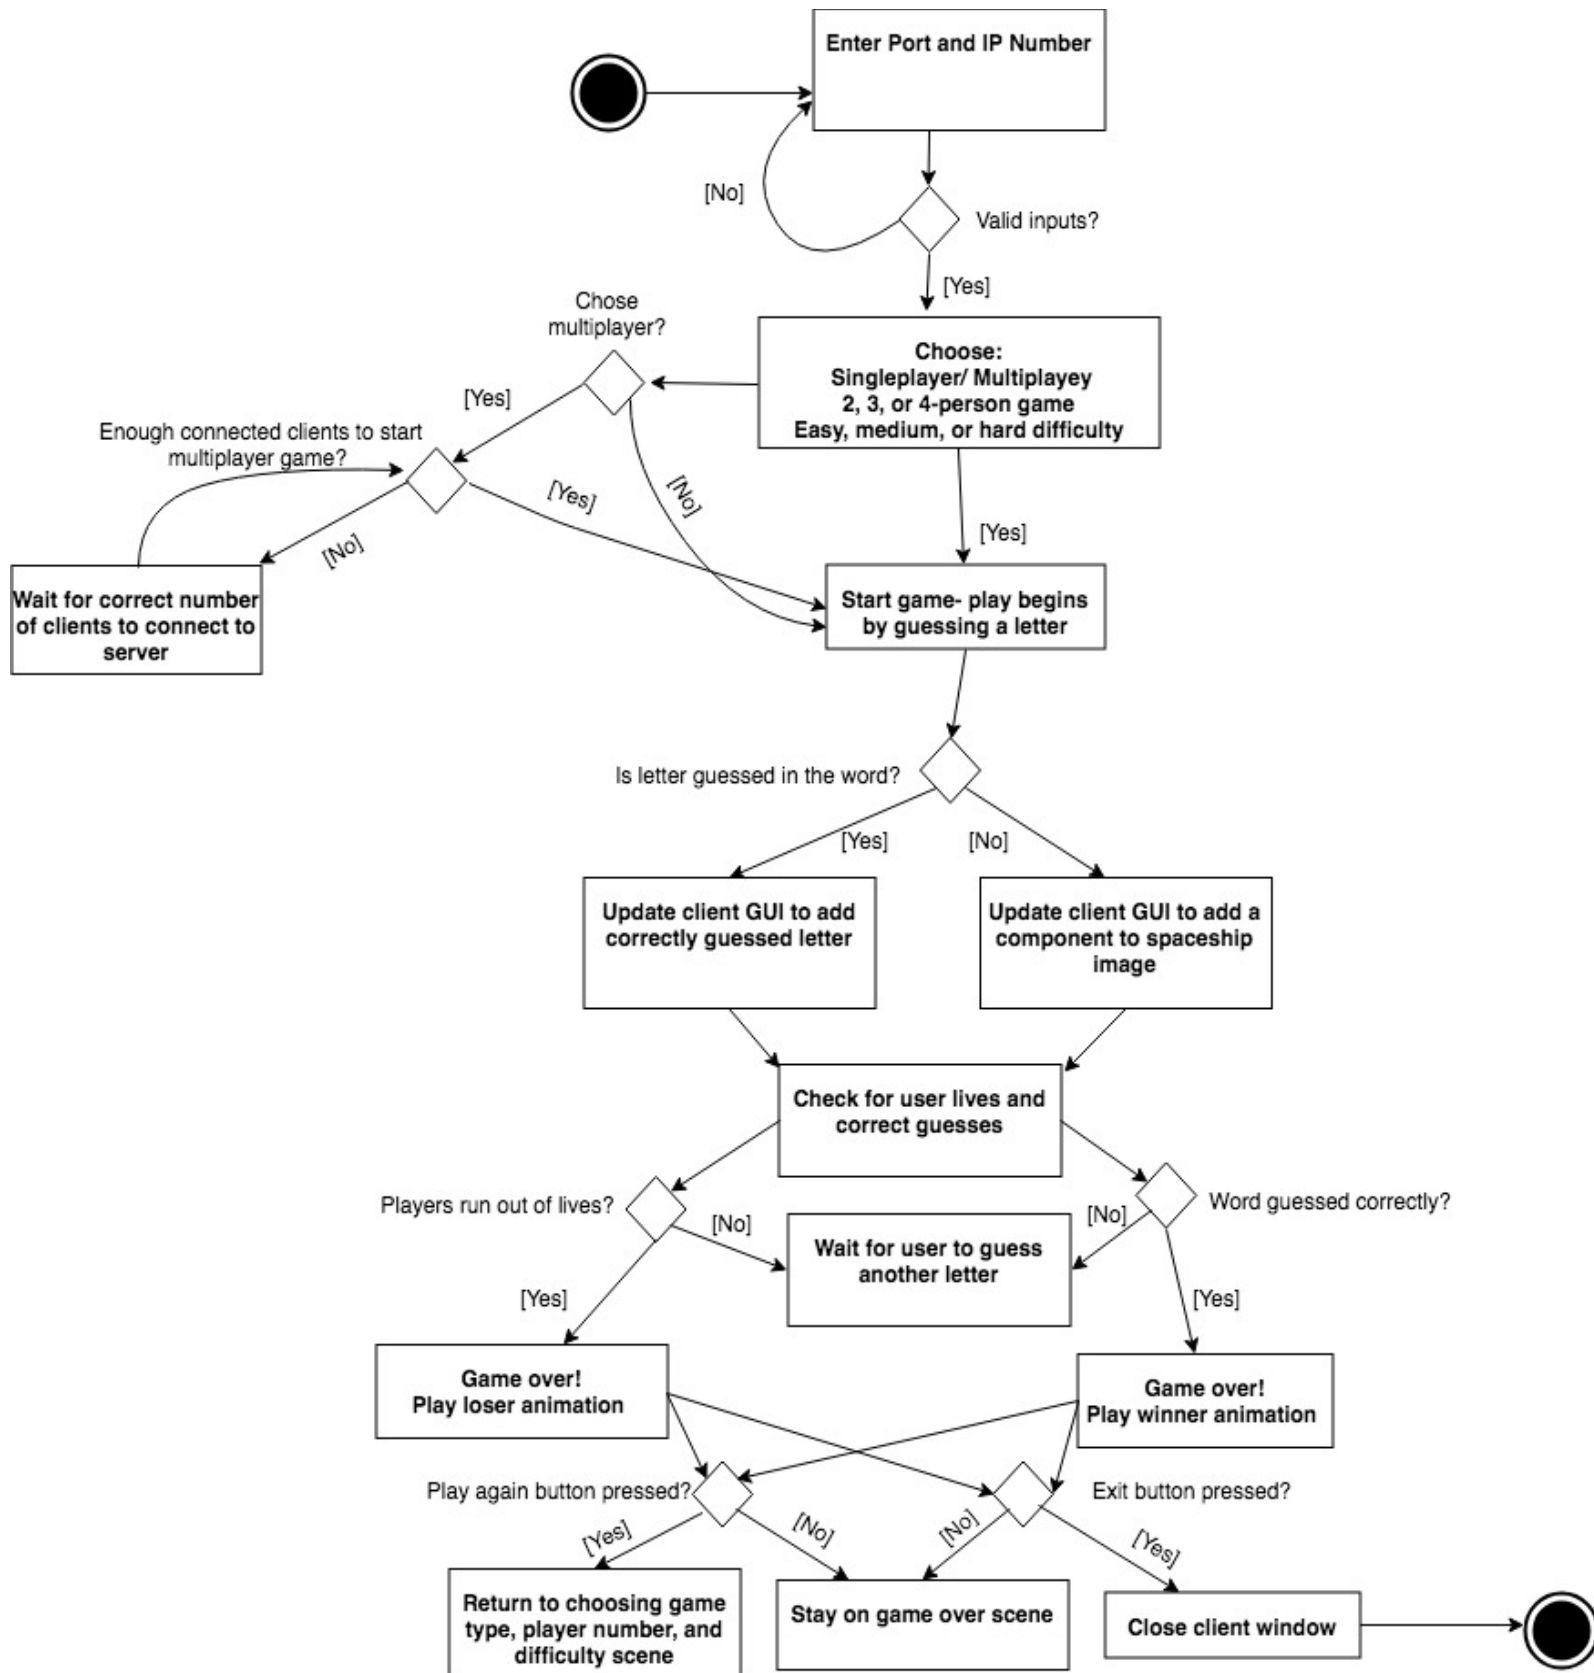 Enter Port and IP Number
[No]
Valid inputs?
[Yes]
Chose
multiplayer?
Choose:
Singleplayer/ Multiplayey
2, 3, or 4-person game
Easy, medium, or hard difficulty
[Yes]
Enough connected clients to start
multiplayer game?
[Yes]
[No]
[No]
[Yes]
Wait for correct number
of clients to connect to
server
Start game- play begins
by guessing a letter
Is letter guessed in the word?
[Yes]
[No]
Update client GUI to add
correctly guessed letter
Update client GUI to add a
component to spaceship
image
Check for user lives and
correct guesses
Players run out of lives?
[No]
[No]
Word guessed correctly?
Wait for user to guess
another letter
[Yes]
[Yes]
Game over!
Play loser animation
Game over!
Play winner animation
Play again button pressed?
Exit button pressed?
[Yes]
[No]
[No]
[Yes]
Return to choosing game
type, player number, and
difficulty scene
Stay on game over scene
Close client window